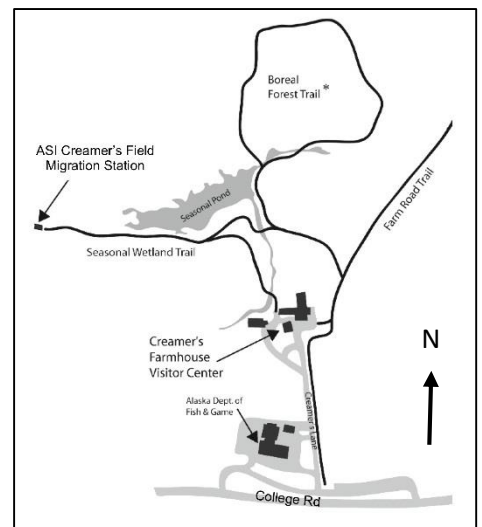 Boreal
Forest Trail *
ASI Creamer's Field
Migration Station
Seasonal Pond
Farm Road Trail
Seasonal Wetland Trail
Creamer's
Farmhouse
Visitor Center
N
Alaska Dept. of
Fish & Game
Creamer's Lane
College Rd